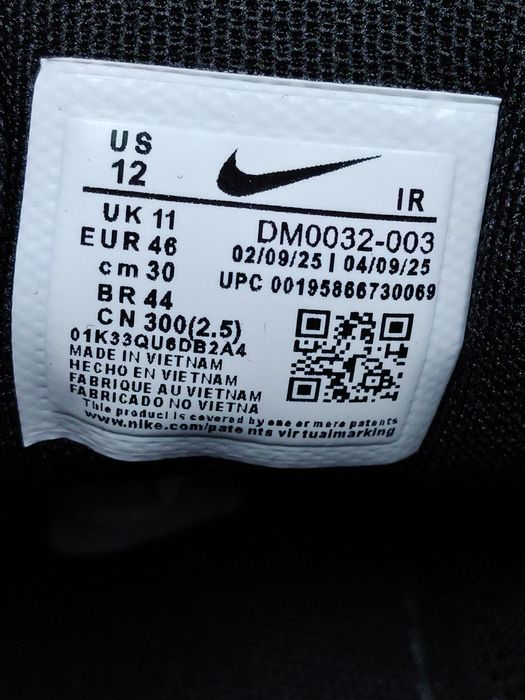 US
12
IR
UK 11
DM0032-003
EUR 46
02/09/25 | 04/09/25
cm 30
UPC 00195866730069
BR 44
CN 300(2.5)
01K33QU6DB2A4
MADE IN VIETNAM
HECHO EN VIETNAM
FABRIQUE AU VIETNAM
FABRICADO NO VIETNA
This product is covered by one or more patents
www.nike.com/patents virtualmarking